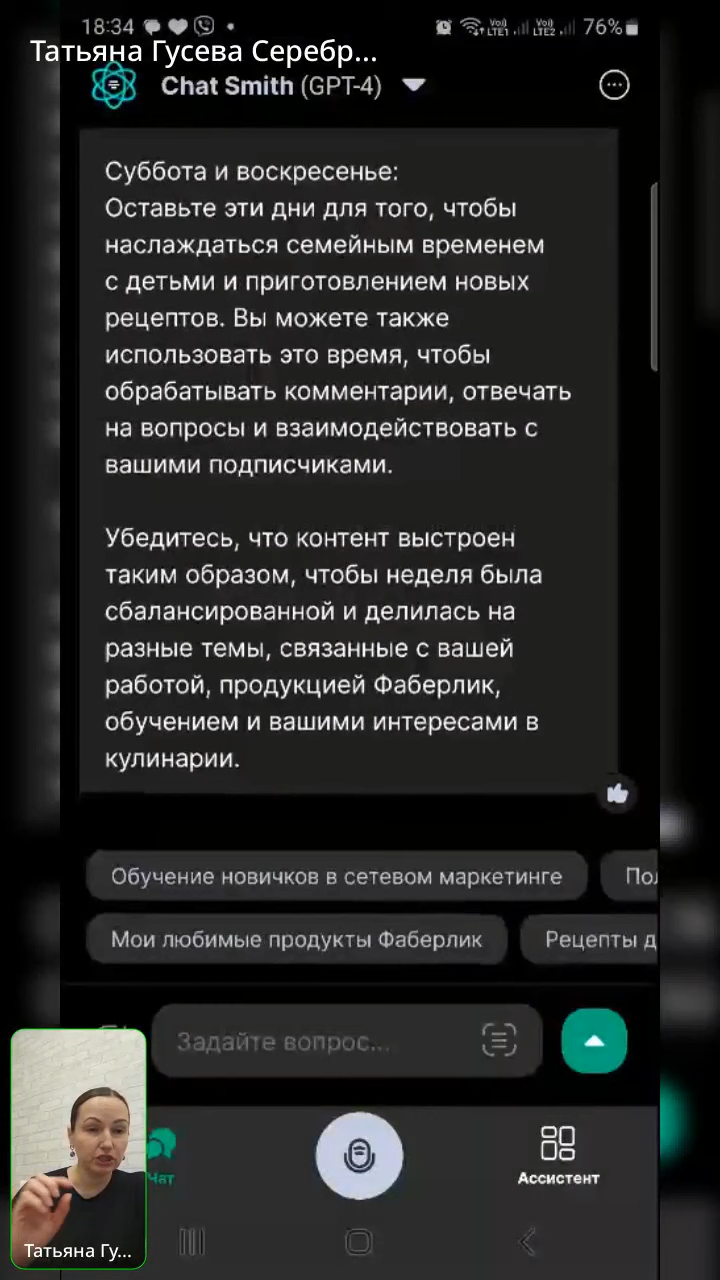 18:34
76%
Татьяна Гусева Серебр...
Chat Smith (GPT-4)
Суббота и воскресенье:
Оставьте эти дни для того, чтобы
наслаждаться семейным временем
с детьми и приготовлением новых
рецептов. Вы можете также
использовать это время, чтобы
обрабатывать комментарии, отвечать
на вопросы и взаимодействовать с
вашими подписчиками.
Убедитесь, что контент выстроен
таким образом, чтобы неделя была
сбалансированной и делилась на
разные темы, связанные с вашей
работой, продукцией Фаберлик,
обучением и вашими интересами в
кулинарии.
Обучение новичков в сетевом маркетинге
Пол
Мои любимые продукты Фаберлик
Рецепты д
Задайте вопрос...
Чат
Ассистент
Татьяна Гу...